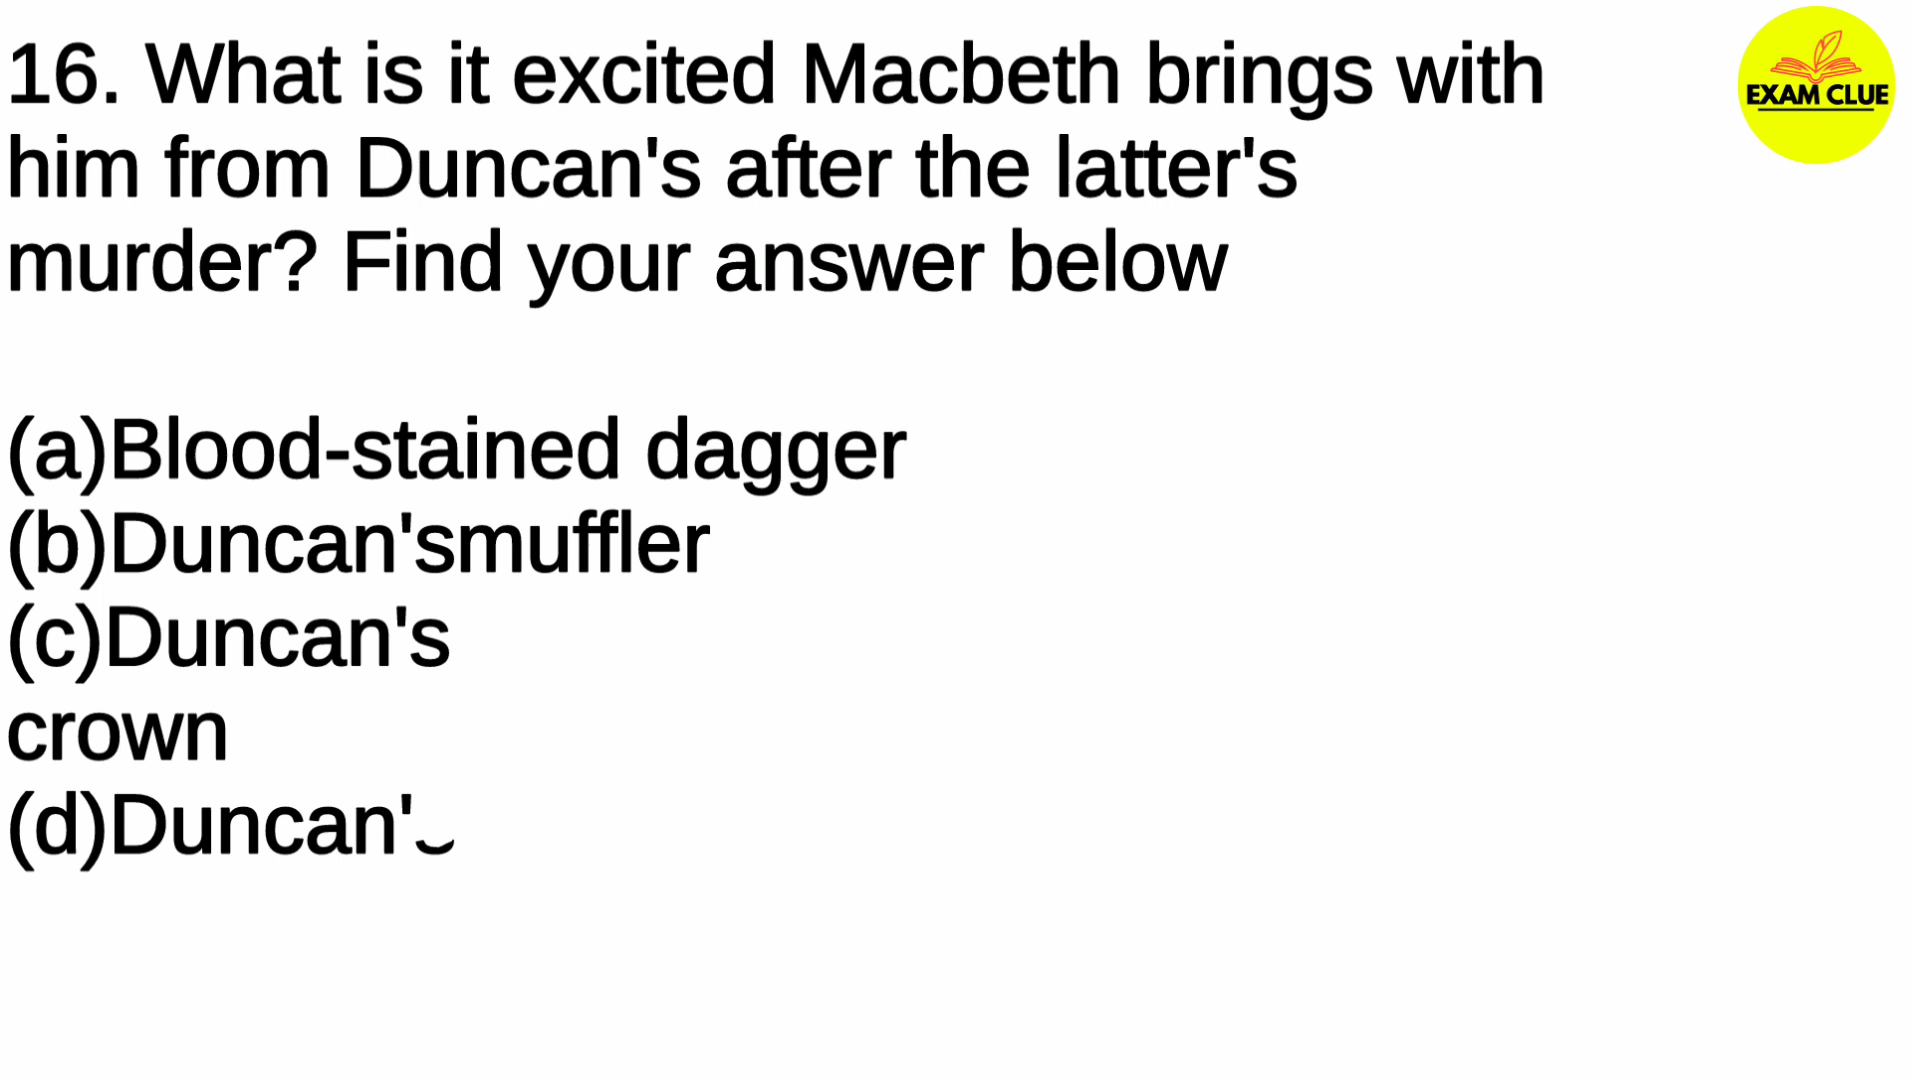 16. What is it excited Macbeth brings with
him from Duncan's after the latter's
murder? Find your answer below
(a)Blood-stained dagger
(b)Duncan'smuffler
(c)Duncan's
crown
(d)Duncan's
EXAM CLUE